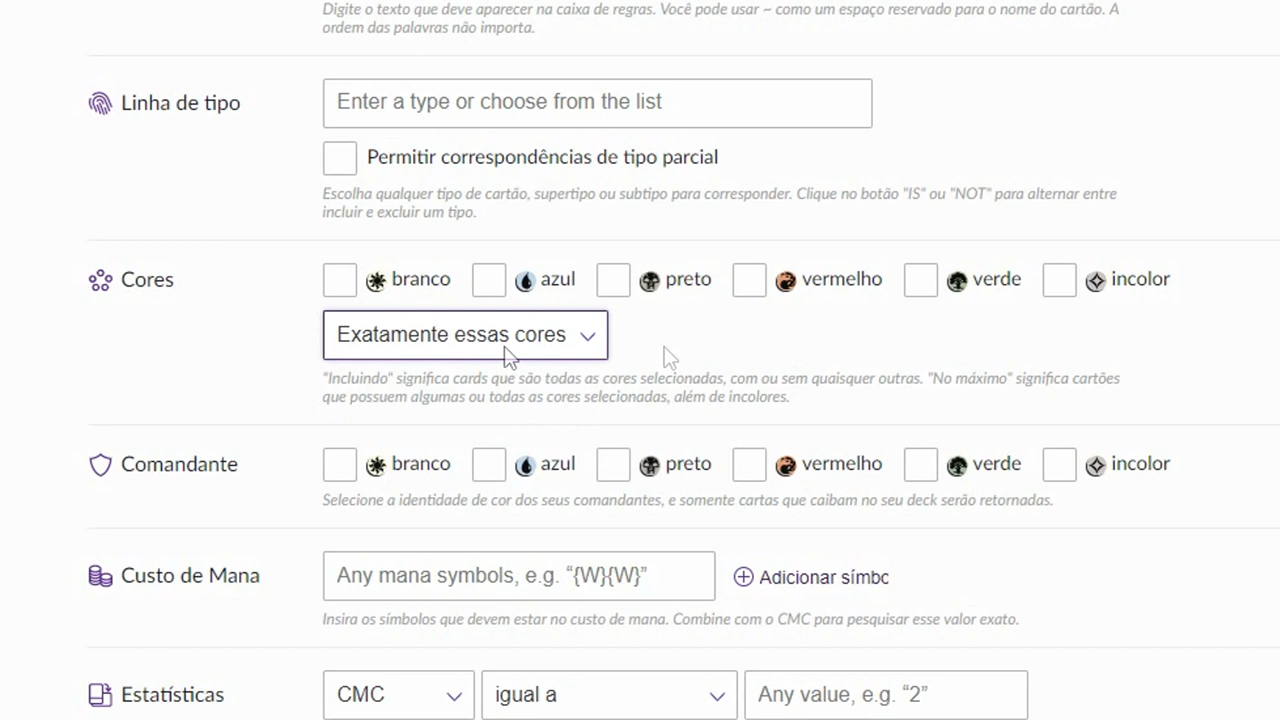 Digite o texto que deve aparecer na caixa de regras. Você pode usar ~ como um espaço reservado para o nome do cartão. A
ordem das palavras não importa.
Linha de tipo
Enter a type or choose from the list
Permitir correspondências de tipo parcial
Escolha qualquer tipo de cartão, supertipo ou subtipo para corresponder. Clique no botão "IS" ou "NOT" para alternar entre
incluir e excluir um tipo.
Cores branco azul preto vermelho verde incolor
Exatamente essas cores
"Incluindo" significa cards que são todas as cores selecionadas, com ou sem quaisquer outras. "No máximo" significa cartões
que possuem algumas ou todas as cores selecionadas, além de incolores.
Comandante branco azul preto vermelho verde incolor
Selecione a identidade de cor dos seus comandantes, e somente cartas que caibam no seu deck serão retornadas.
Custo de Mana Any mana symbols, e.g. “{W}{W}” Adicionar símbc
Insira os símbolos que devem estar no custo de mana. Combine com o CMC para pesquisar esse valor exato.
Estatísticas CMC igual a Any value, e.g. “2”